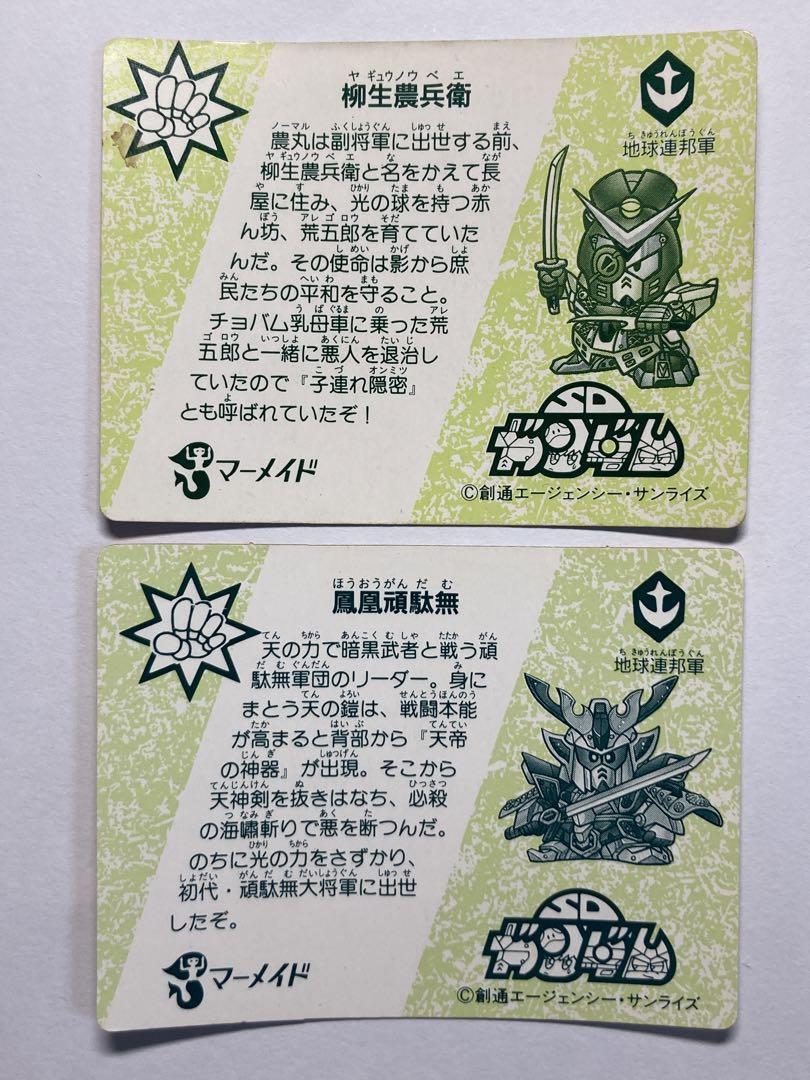 ヤギュウノウベエ
柳生農兵衛
ノーマル ふくしょうぐん しゅっせ まえ
農丸は副将軍に出世する前、
ヤギュウノウベエ な なが
柳生農兵衛と名をかえて長
や す ひかり たま も あか
屋に住み、光の球を持つ赤
ぼう アレゴロウ そだ
ん坊、荒五郎を育てていた
しめい かげ しょ
んだ。その使命は影から庶
みん へいわ まも
民たちの平和を守ること。
うばぐるま の アレ
チョバム乳母車に乗った荒
ゴロウ いっしょ あくにん たいじ
五郎と一緒に悪人を退治し
こづ オンミツ
ていたので『子連れ隠密』
よ
とも呼ばれていたぞ！
マーメイド
ちきゅうれんぽうぐん
地球連邦軍
SD
ガンダム
©創通エージェンシー・サンライズ
ほうおうがんだむ
鳳凰頑駄無
てん ちから あんこくむしゃ たたか がん
天の力で暗黒武者と戦う頑
だむぐんだん み
駄無軍団のリーダー。身に
てん よろい せんとうほんのう
まとう天の鎧は、戦闘本能
たか はいぶ てんてい
が高まると背部から『天帝
じんぎ しゅつげん
の神器』が出現。そこから
てんじんけん ぬ ひっさつ
天神剣を抜きはなち、必殺
つなみぎ あく た
の海嘯斬りで悪を断つんだ。
ひかり ちから
のちに光の力をさずかり、
しょだい がんだむだいしょうぐん しゅっせ
初代・頑駄無大将軍に出世
したぞ。
マーメイド
ちきゅうれんぽうぐん
地球連邦軍
SD
ガンダム
©創通エージェンシー・サンライズ